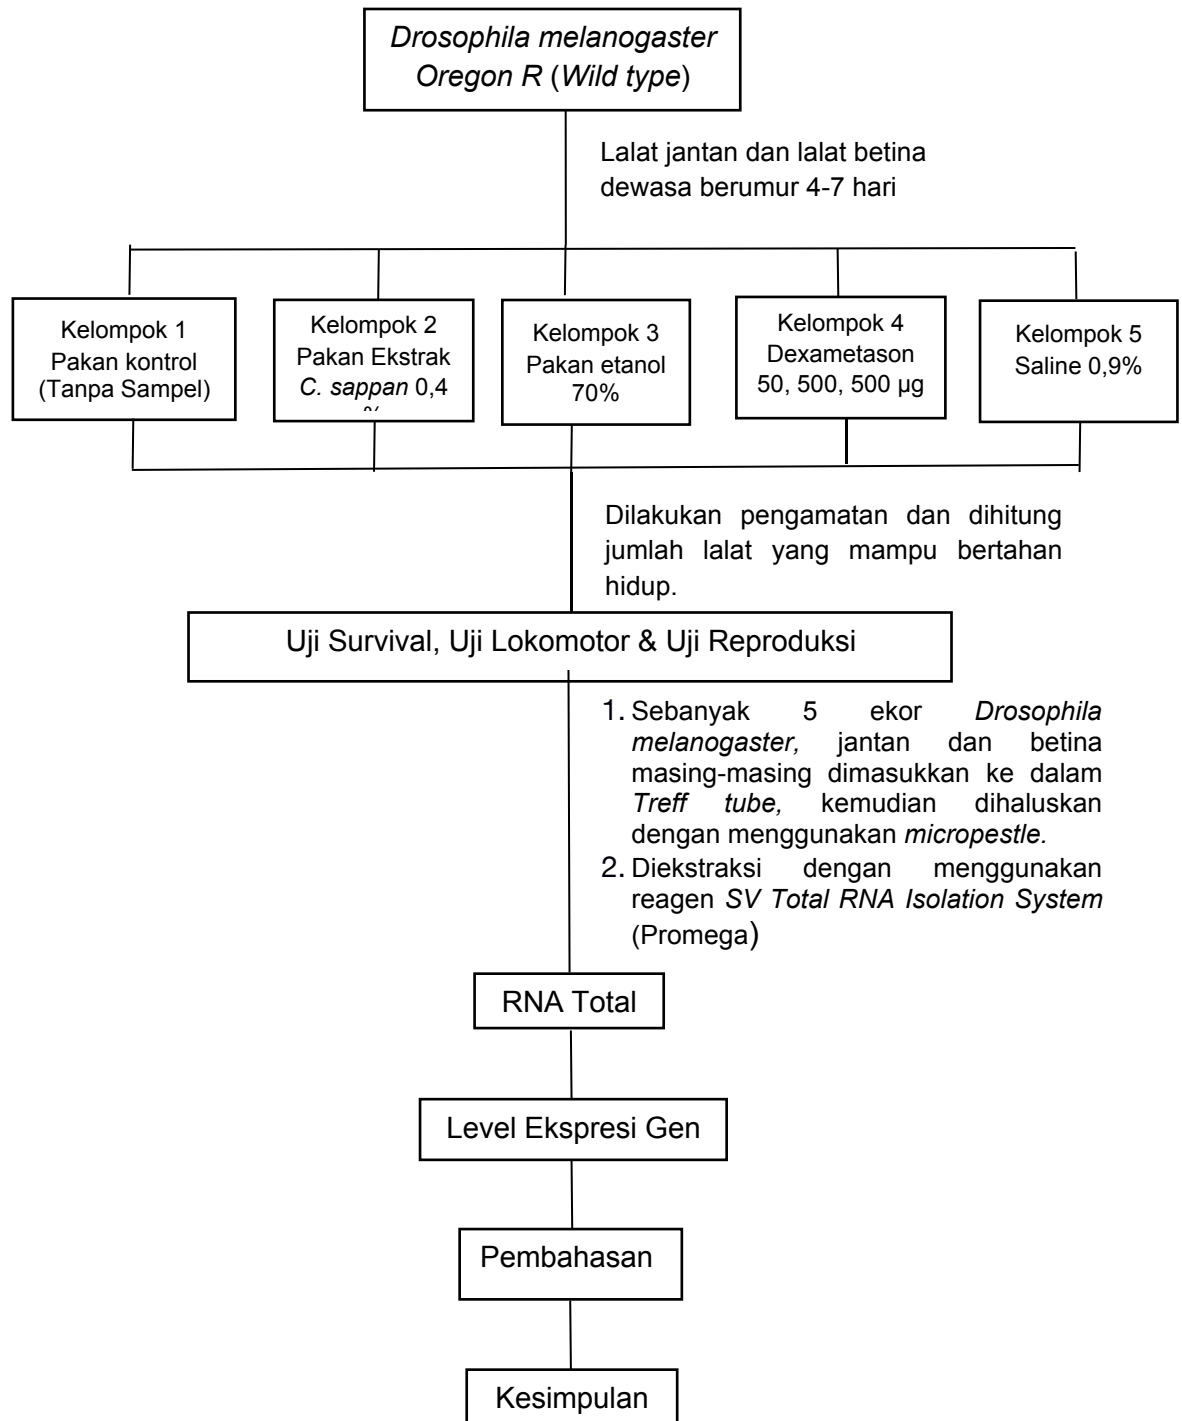 Drosophila melanogaster
Oregon R (Wild type)
Lalat jantan dan lalat betina
dewasa berumur 4-7 hari
Kelompok 1
Pakan kontrol
(Tanpa Sampel)
Kelompok 2
Pakan Ekstrak
C. sappan 0,4
%
Kelompok 3
Pakan etanol
70%
Kelompok 4
Dexametason
50, 500, 500 µg
Kelompok 5
Saline 0,9%
Dilakukan pengamatan dan dihitung
jumlah lalat yang mampu bertahan
hidup.
Uji Survival, Uji Lokomotor & Uji Reproduksi
1. Sebanyak 5 ekor Drosophila
melanogaster, jantan dan betina
masing-masing dimasukkan ke dalam
Treff tube, kemudian dihaluskan
dengan menggunakan micropestle.
2. Diekstraksi dengan menggunakan
reagen SV Total RNA Isolation System
(Promega)
RNA Total
Level Ekspresi Gen
Pembahasan
Kesimpulan